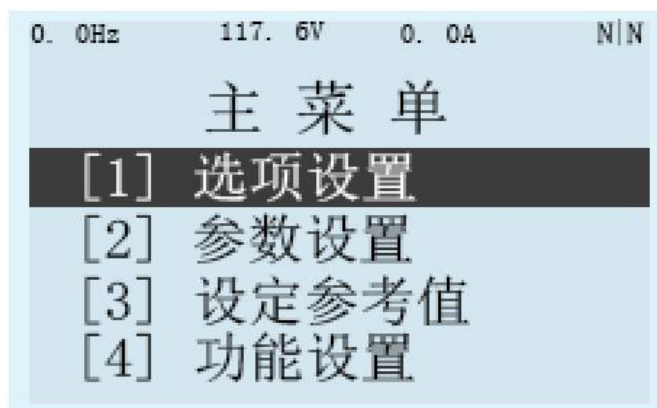 0. 0Hz 117. 6V 0. 0A N|N
主 菜 单
[1] 选项设置
[2] 参数设置
[3] 设定参考值
[4] 功能设置